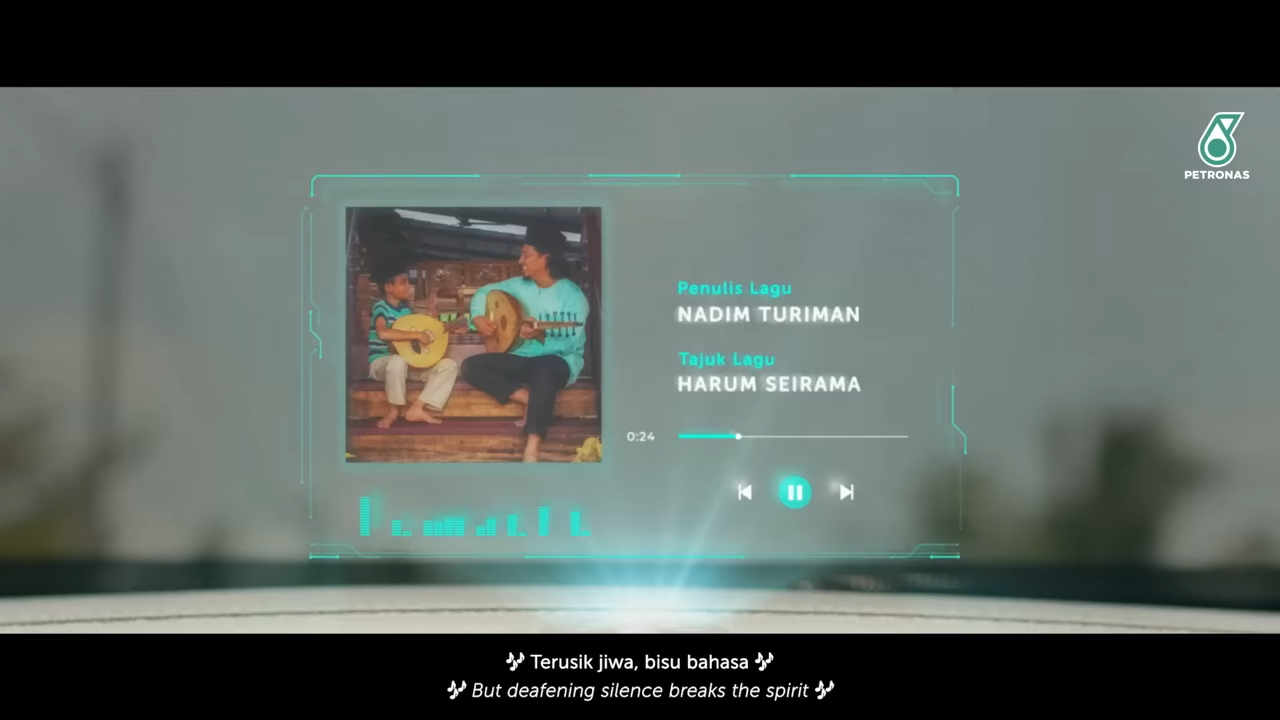 PETRONAS
Penulis Lagu
NADIM TURIMAN
Tajuk Lagu
HARUM SEIRAMA
0:24
🎶 Terusik jiwa, bisu bahasa 🎶
🎶 But deafening silence breaks the spirit 🎶